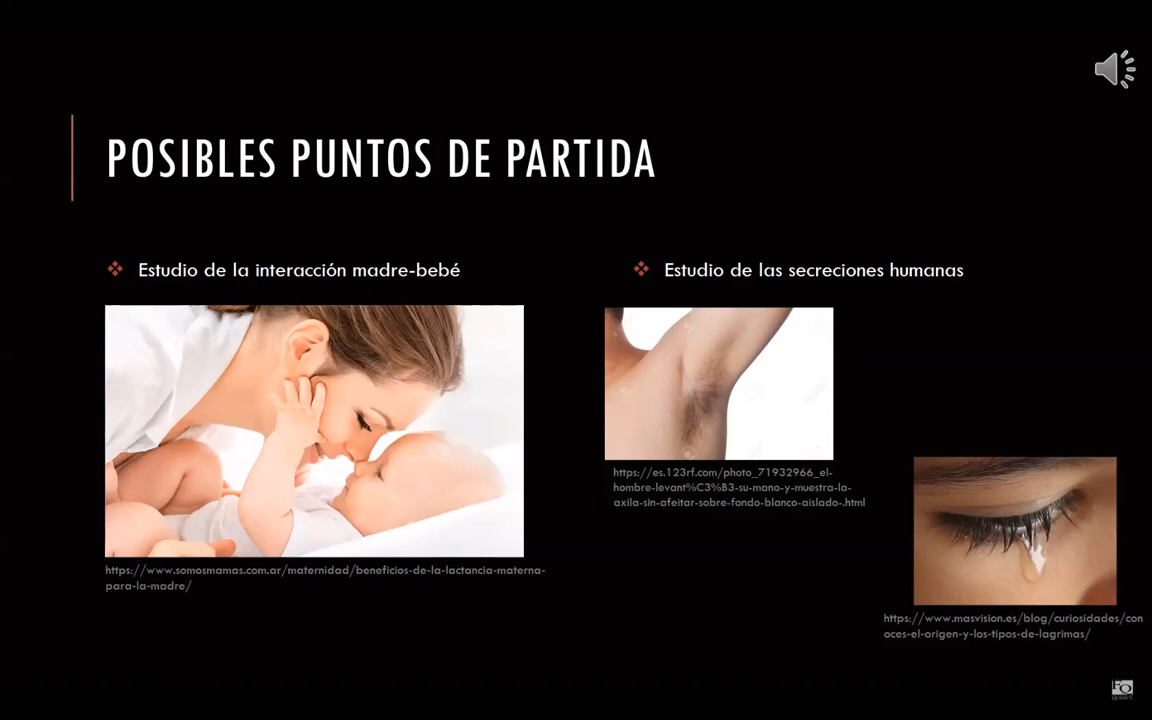 POSIBLES PUNTOS DE PARTIDA
Estudio de la interacción madre-bebé
https://www.somosmamas.com.ar/maternidad/beneficios-de-la-lactancia-materna-
para-la-madre/
Estudio de las secreciones humanas
https://es.123rf.com/photo_71932966_el-
hombre-levant%C3%B3-su-mano-y-muestra-la-
axila-sin-afeitar-sobre-fondo-blanco-aislado-.html
https://www.masvision.es/blog/curiosidades/con
oces-el-origen-y-los-tipos-de-lagrimas/